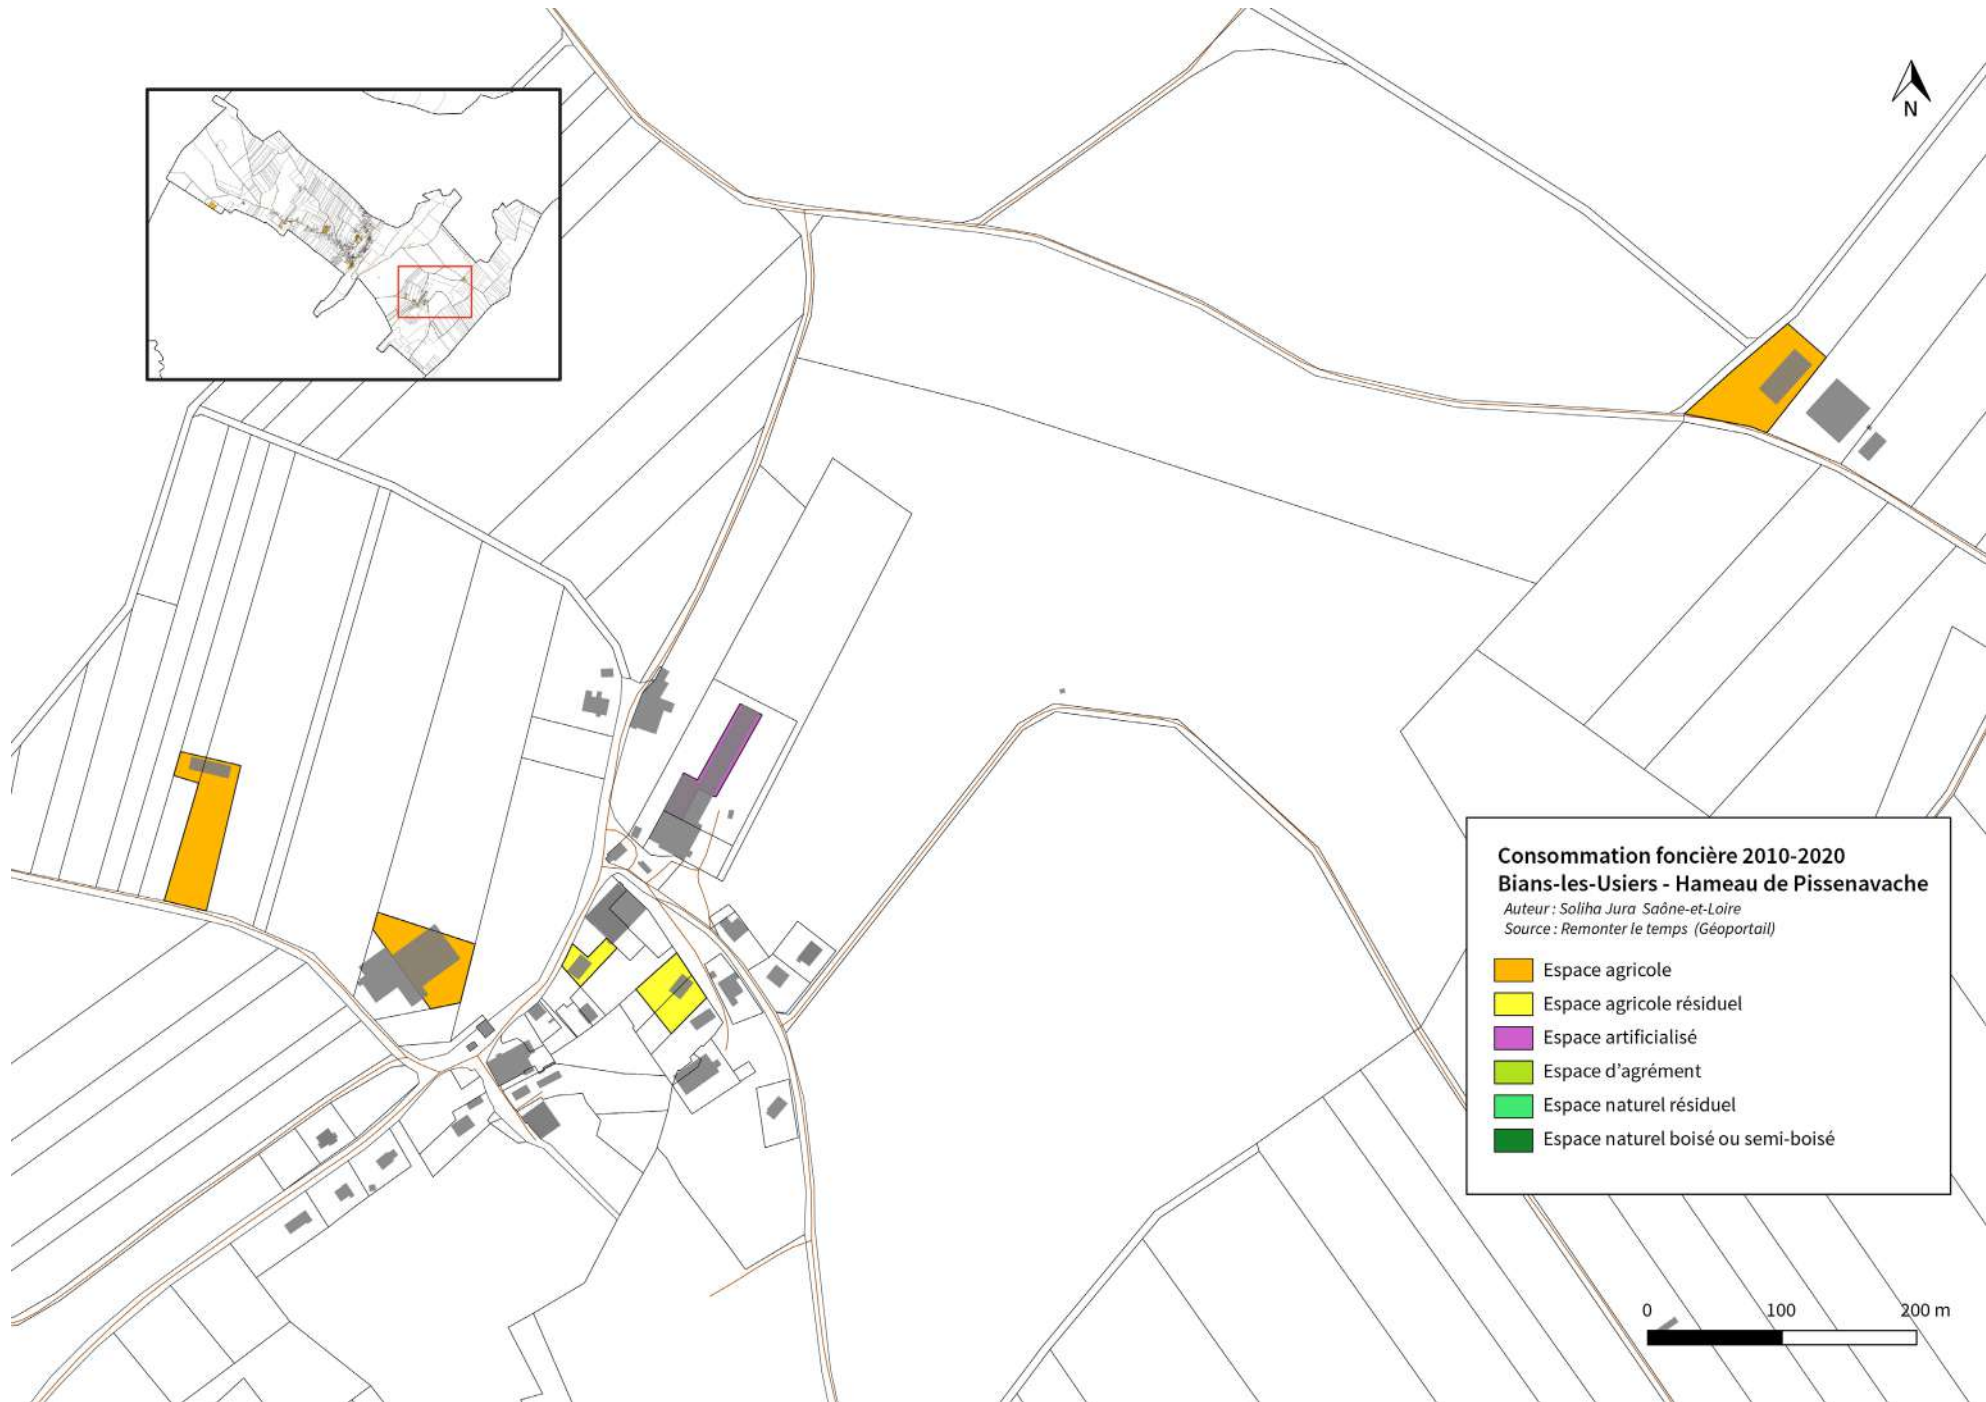 N
Consommation foncière 2010-2020
Bians-les-Usiers - Hameau de Pissenavache
Auteur : Soliha Jura Saône-et-Loire
Source : Remonter le temps (Géoportail)
Espace agricole
Espace agricole résiduel
Espace artificialisé
Espace d'agrément
Espace naturel résiduel
Espace naturel boisé ou semi-boisé
0 100 200 m